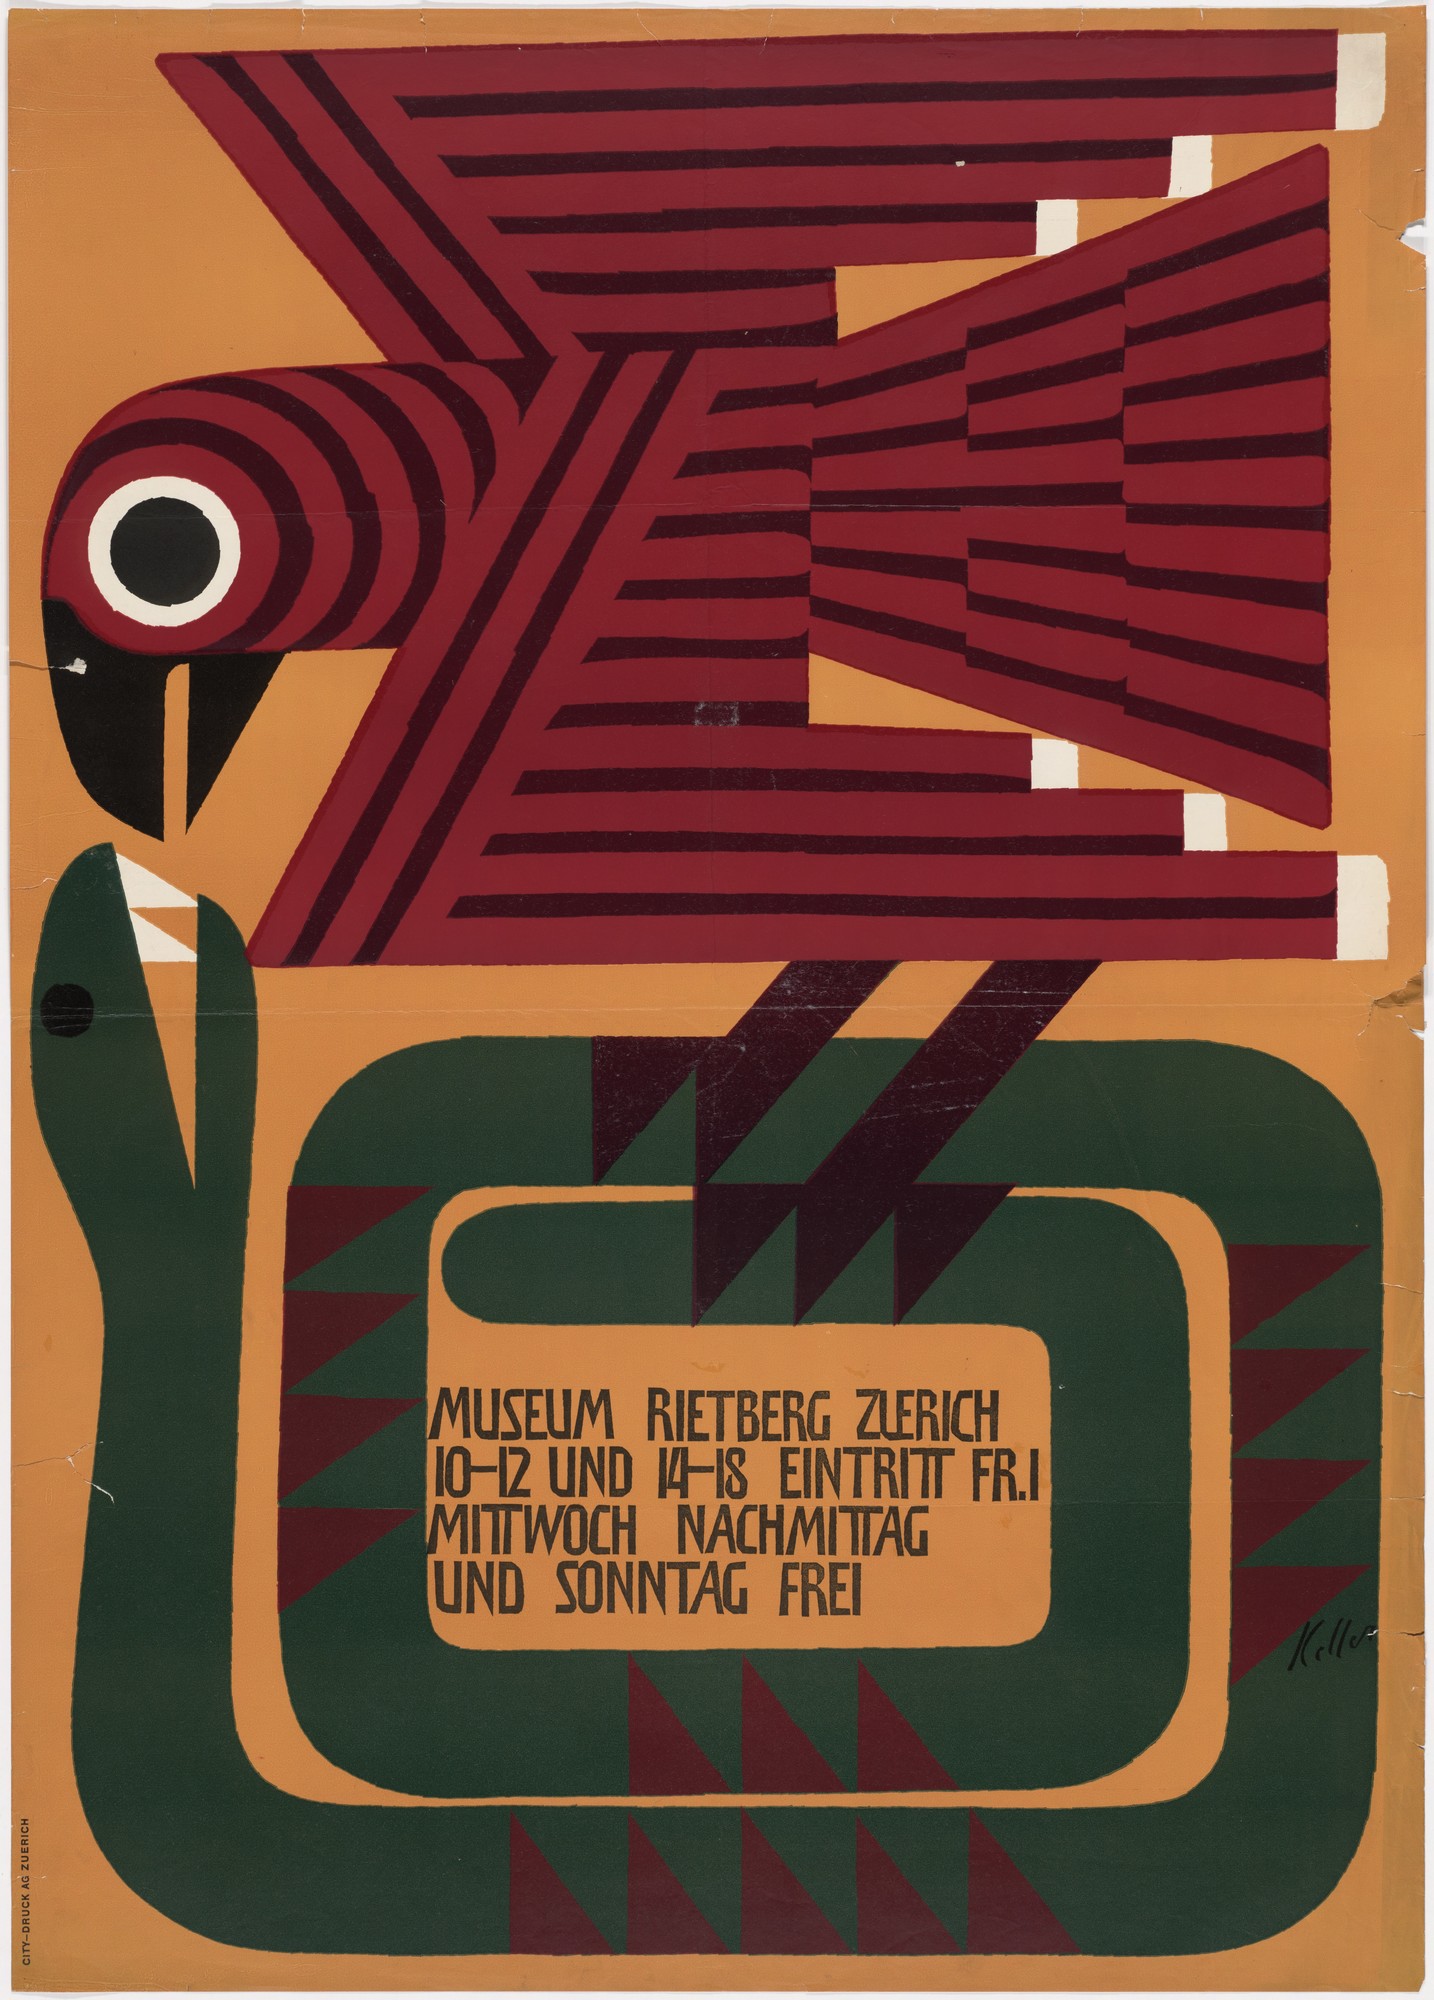 MUSEUM RIETBERG ZUERICH
10–12 UND 14–18 EINTRITT FR.1
MITTWOCH NACHMITTAG
UND SONNTAG FREI
Keller
CITY–DRUCK AG ZUERICH